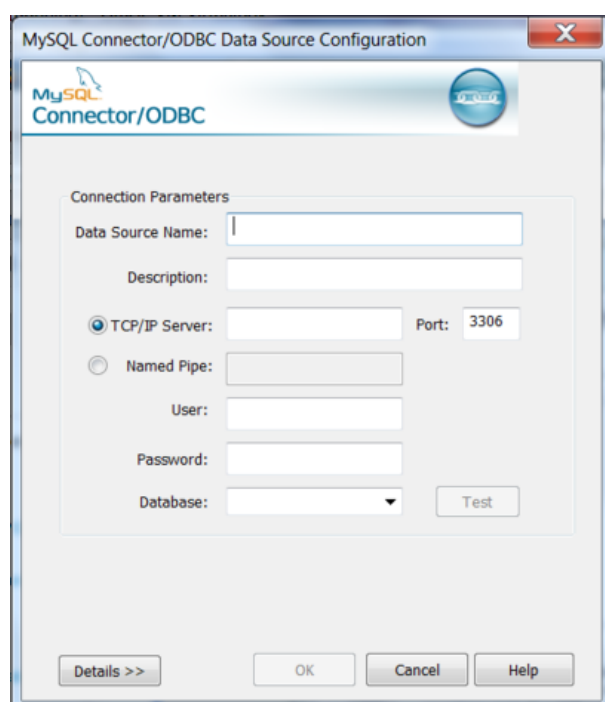 MySQL Connector/ODBC Data Source Configuration
MySQL
Connector/ODBC
Connection Parameters
Data Source Name:
Description:
TCP/IP Server:
Port: 3306
Named Pipe:
User:
Password:
Database:
Test
Details >>
OK
Cancel
Help